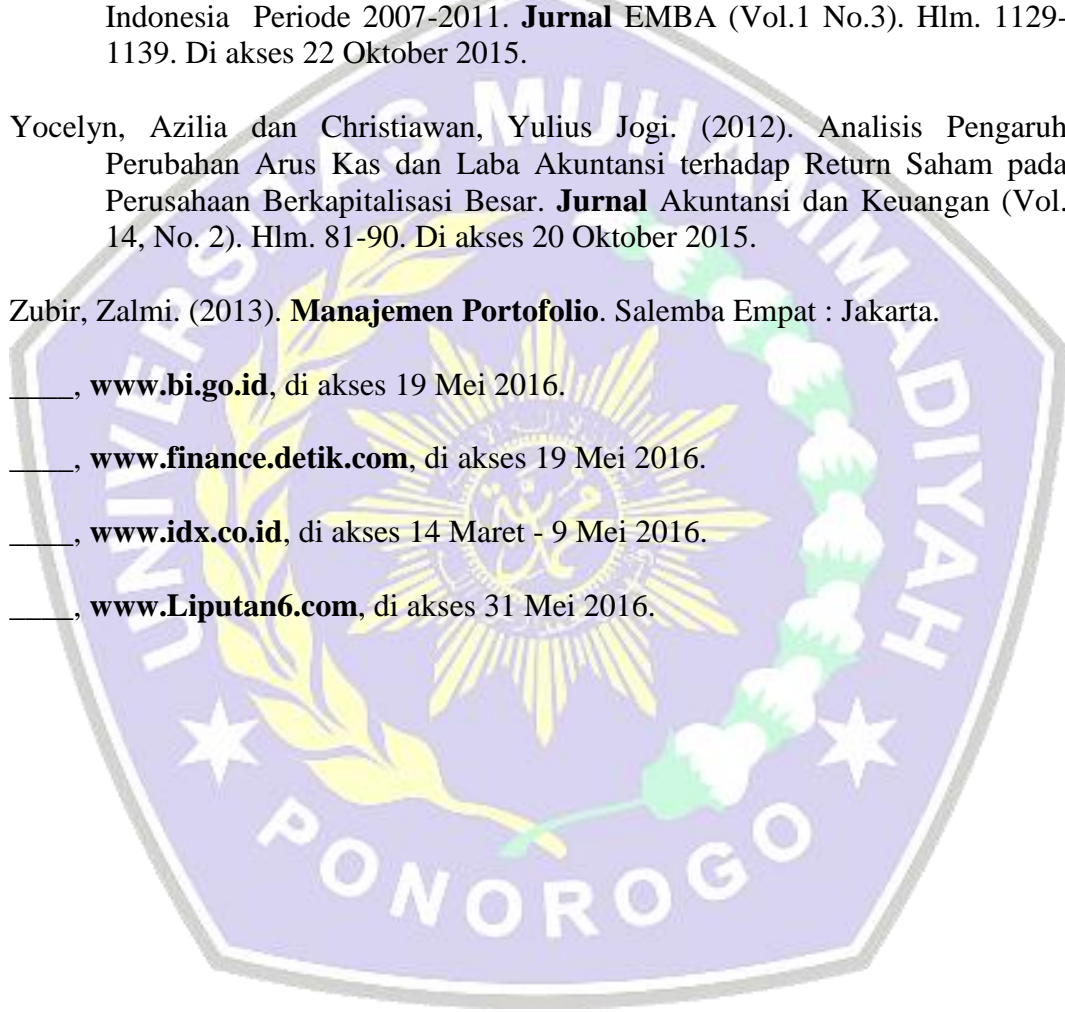 Indonesia Periode 2007-2011. Jurnal EMBA (Vol.1 No.3). Hlm. 1129-
1139. Di akses 22 Oktober 2015.
Yocelyn, Azilia dan Christiawan, Yulius Jogi. (2012). Analisis Pengaruh
Perubahan Arus Kas dan Laba Akuntansi terhadap Return Saham pada
Perusahaan Berkapitalisasi Besar. Jurnal Akuntansi dan Keuangan (Vol.
14, No. 2). Hlm. 81-90. Di akses 20 Oktober 2015.
Zubir, Zalmi. (2013). Manajemen Portofolio. Salemba Empat : Jakarta.
____, www.bi.go.id, di akses 19 Mei 2016.
____, www.finance.detik.com, di akses 19 Mei 2016.
____, www.idx.co.id, di akses 14 Maret - 9 Mei 2016.
____, www.Liputan6.com, di akses 31 Mei 2016.
UNIVERSITAS MUHAMMADIYAH
PONOROGO